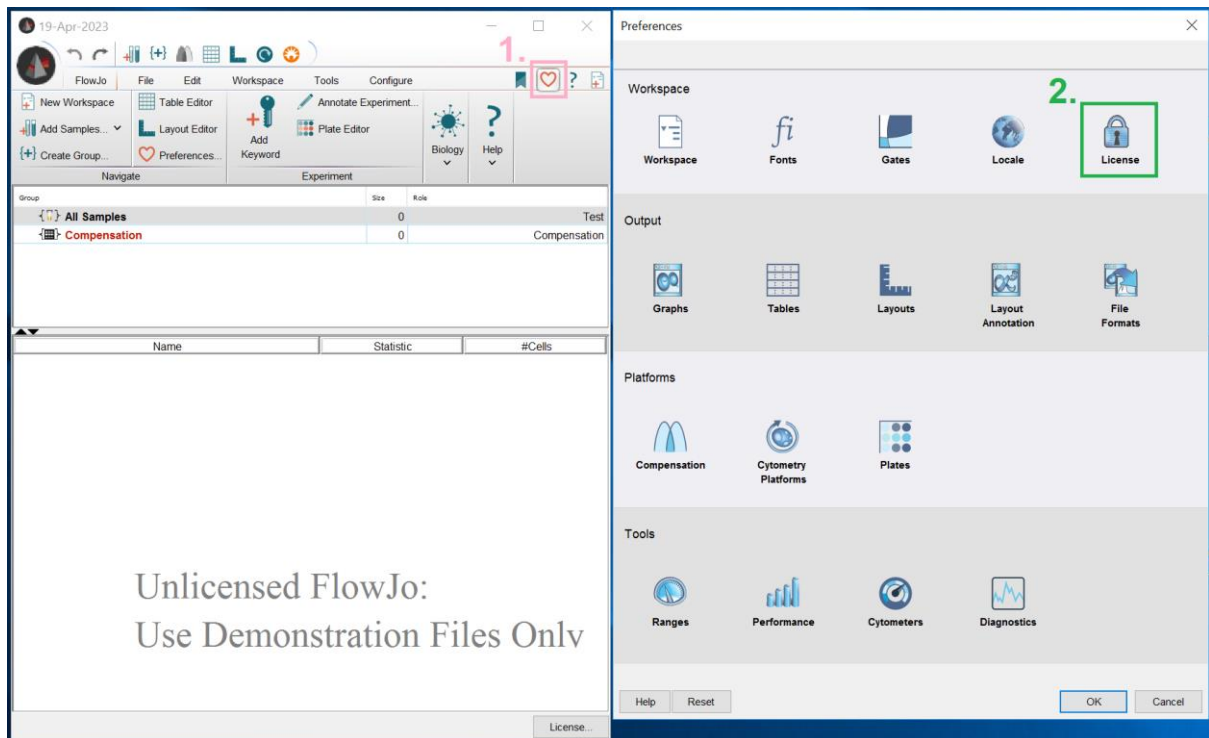 19-Apr-2023
1.
FlowJo File Edit Workspace Tools Configure ?
New Workspace Table Editor Annotate Experiment...
Add Samples... Layout Editor Plate Editor
{+} Create Group... Preferences...
Add
Keyword
Biology Help
Navigate Experiment
Group Size Role
All Samples 0 Test
Compensation 0 Compensation
Name Statistic #Cells
Unlicensed FlowJo:
Use Demonstration Files Only
License...
Preferences
Workspace
2.
fi
Workspace Fonts Gates Locale License
Output
Graphs Tables Layouts Layout File
Annotation Formats
Platforms
Compensation Cytometry Plates
Platforms
Tools
Ranges Performance Cytometers Diagnostics
Help Reset OK Cancel